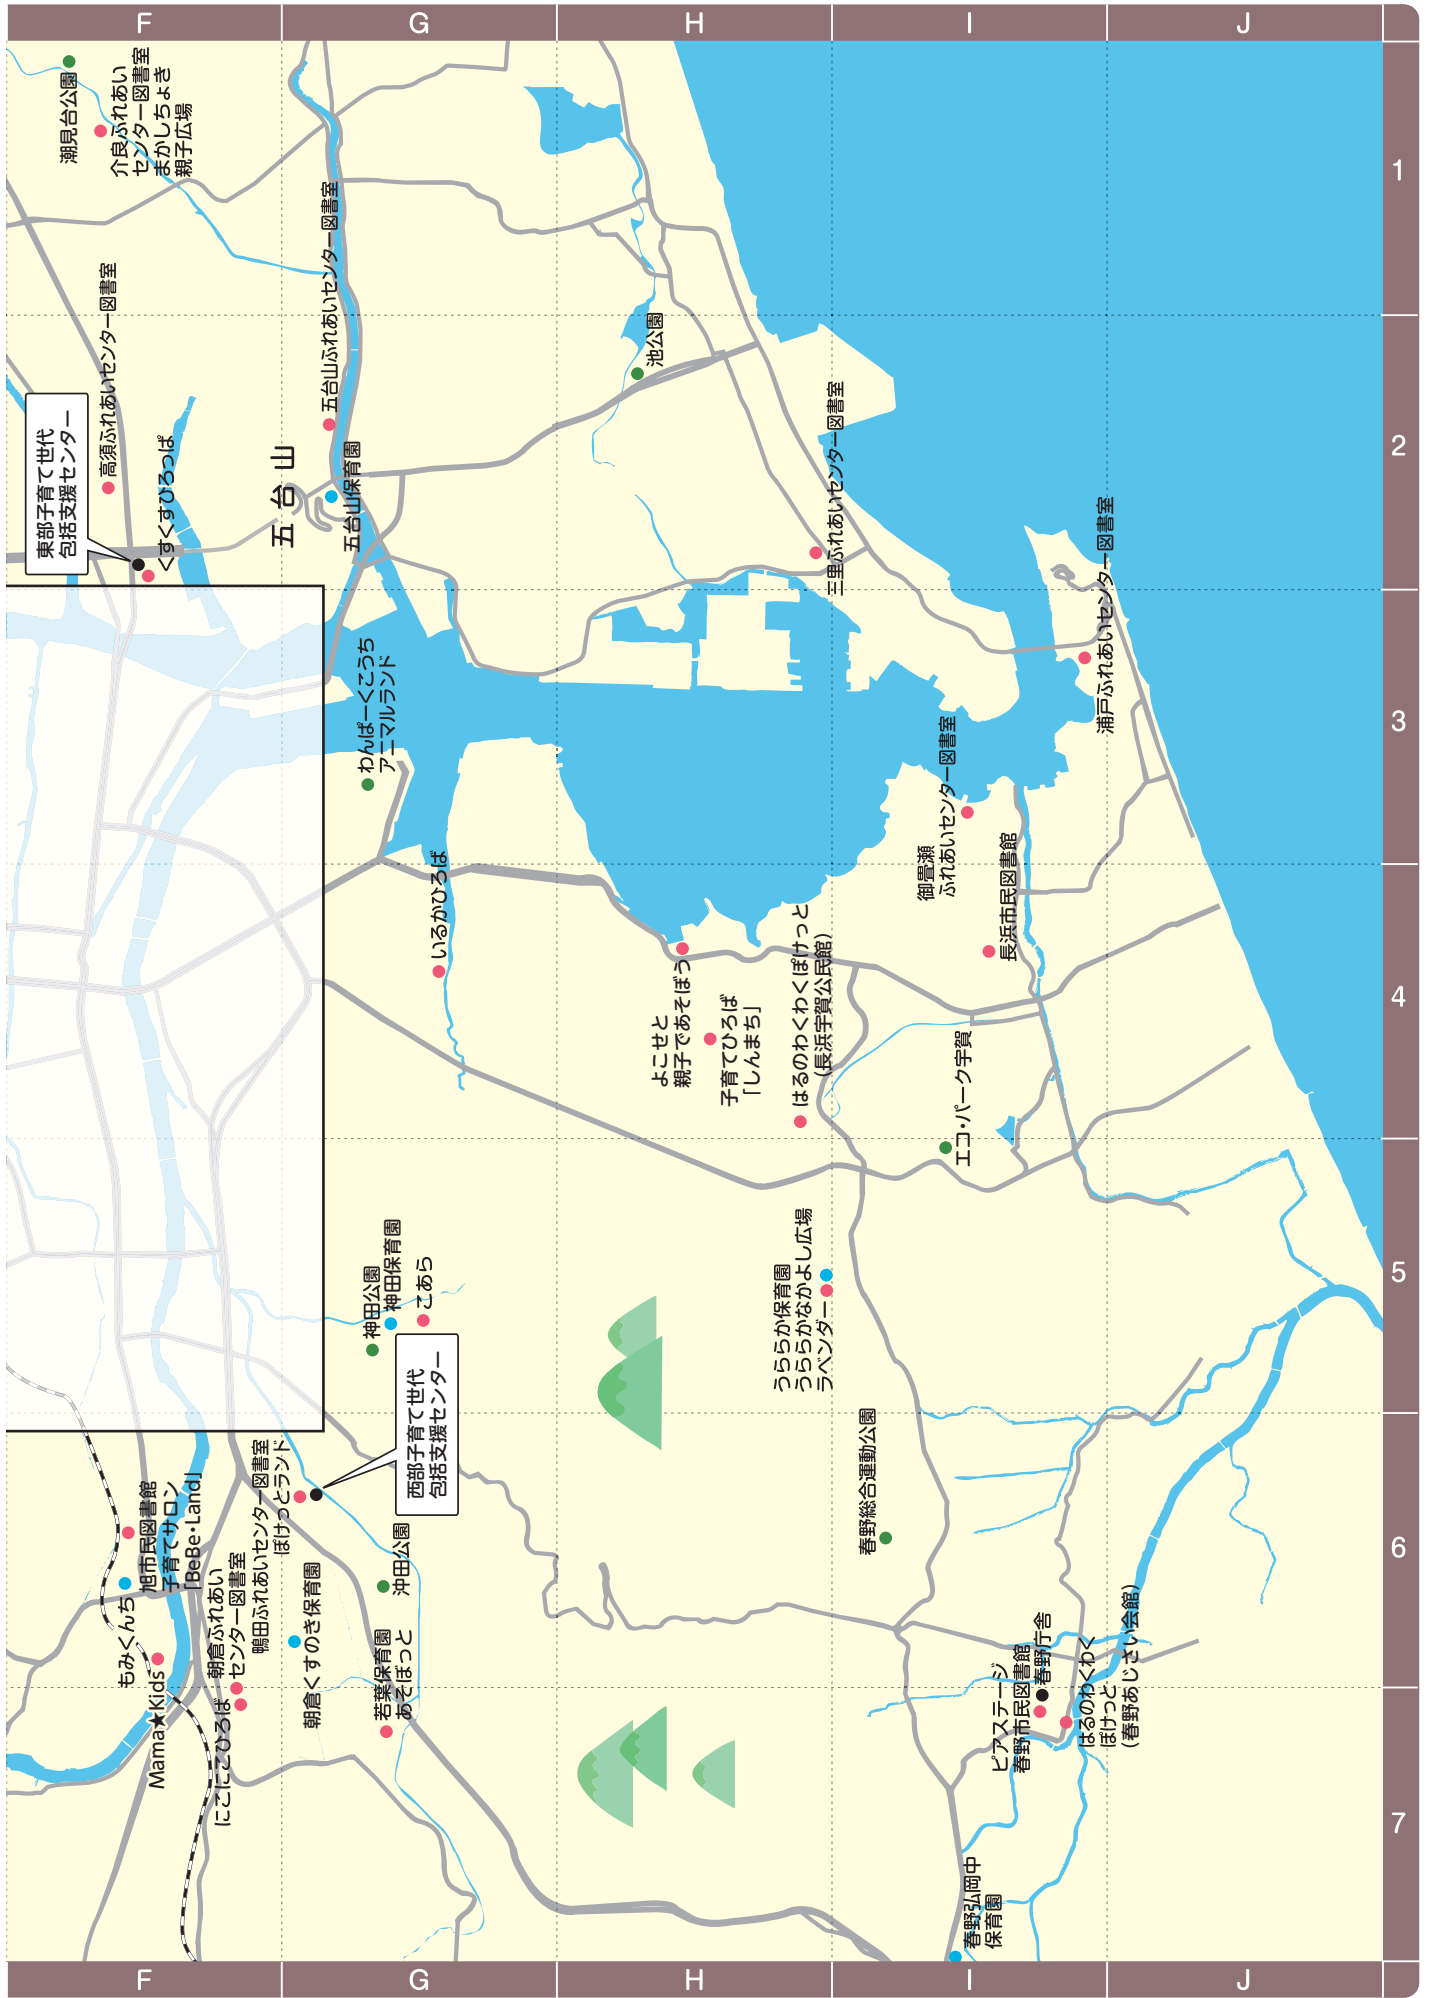 F
G
H
I
J
1
2
3
4
5
6
7
F
G
H
I
J
潮見台公園
介良ふれあい
センター図書室
まかしちょき
親子広場
高須ふれあいセンター図書室
東部子育て世代
包括支援センター
くすくすひろっぱ
五台山ふれあいセンター図書室
五台山
五台山保育園
池公園
三里ふれあいセンター図書室
浦戸ふれあいセンター図書室
わんぱーくこうち
アニマルランド
いるかひろば
御畳瀬
ふれあいセンター図書室
長浜市民図書館
よこせと
親子であそぼう
子育てひろば
「しんまち」
はるのわくわくぽけっと
(長浜宇賀公民館)
エコ・パーク宇賀
神田公園
神田保育園
こあら
西部子育て世代
包括支援センター
うららか保育園
うららかなかよし広場
ラベンダー
春野総合運動公園
旭市民図書館
子育てサロン
「BeBe・Land」
もみくんち
Mama★Kids
朝倉ふれあい
センター図書室
にこにこひろば
鴨田ふれあいセンター図書室
ぽけっとランド
朝倉くすのき保育園
沖田公園
若葉保育園
あそぼっと
ピアステージ
春野市民図書館
春野庁舎
はるのわくわく
ぽけっと
(春野あじさい会館)
春野弘岡中
保育園